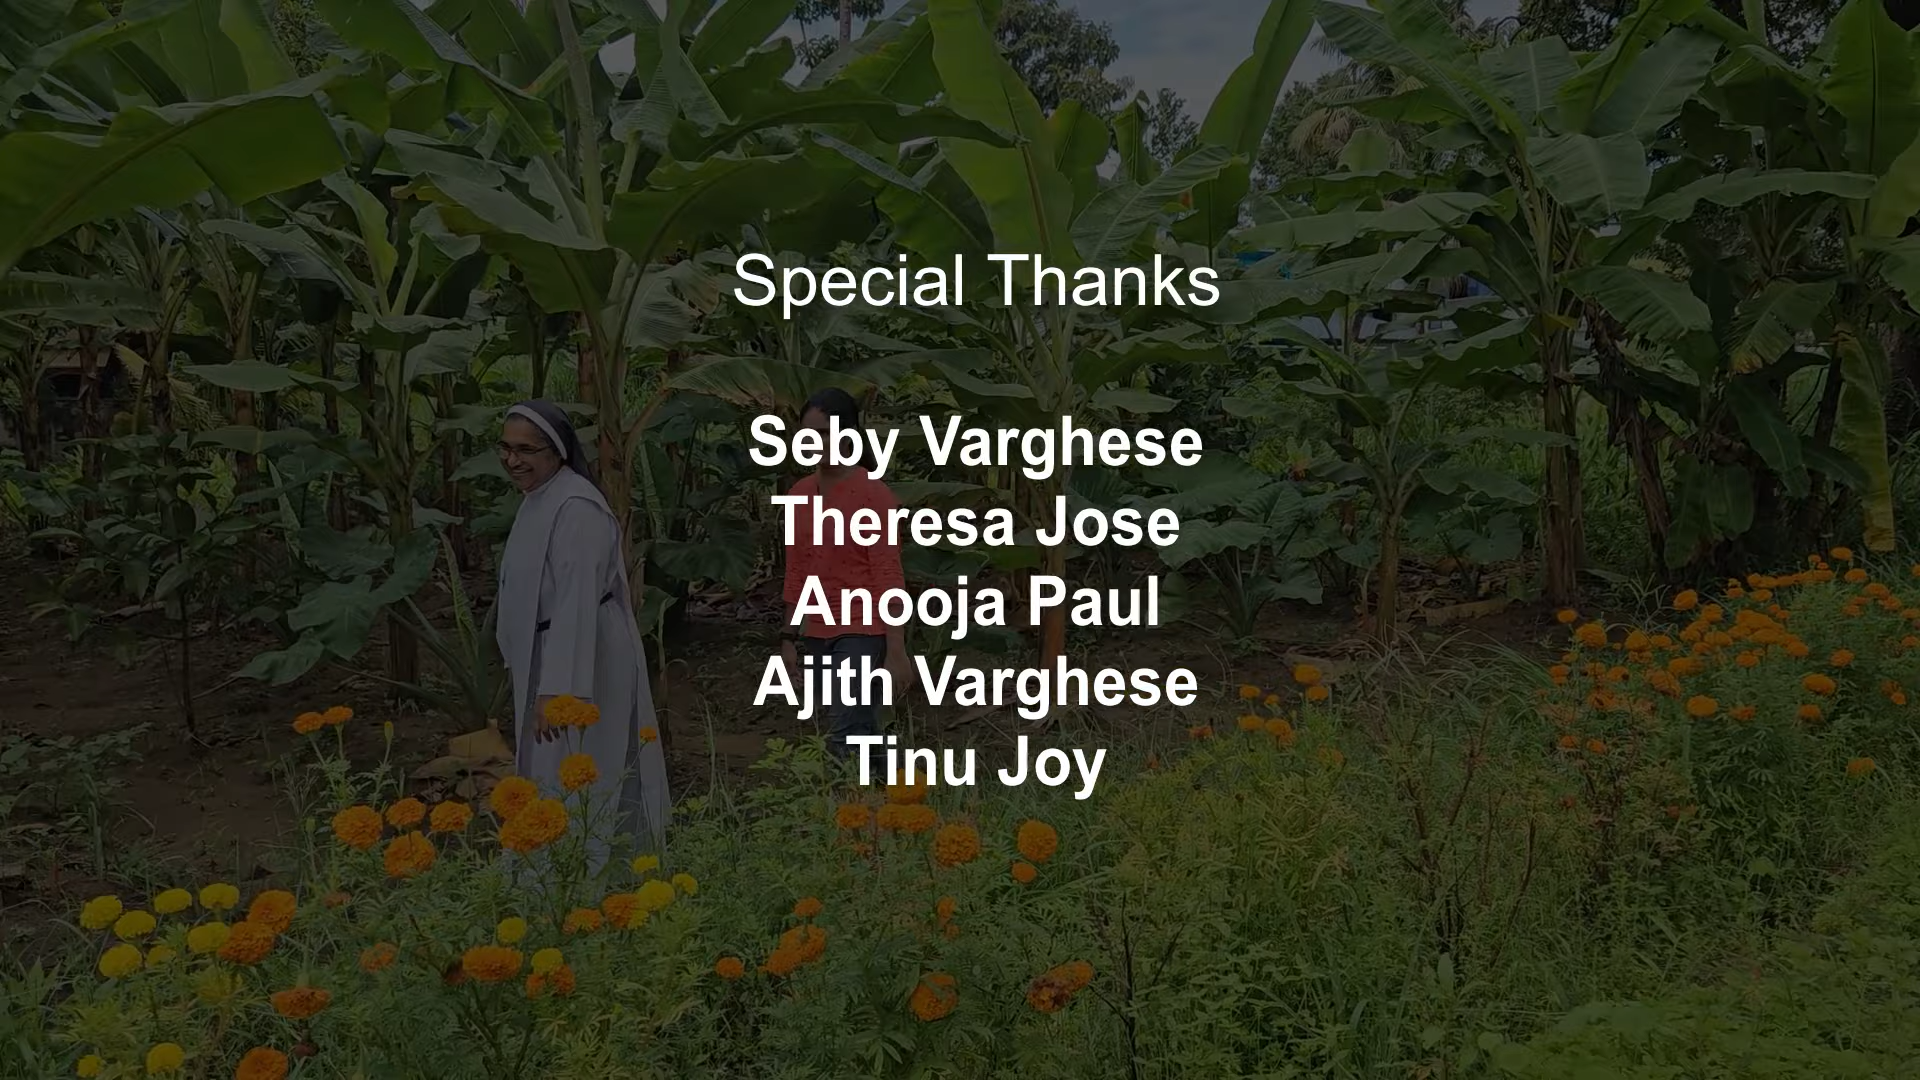 Special Thanks
Seby Varghese
Theresa Jose
Anooja Paul
Ajith Varghese
Tinu Joy